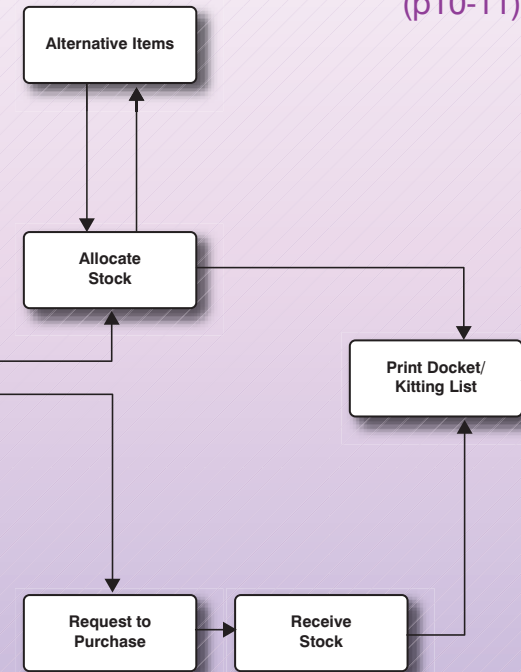 (p10-11)
Alternative Items
Allocate
Stock
Print Docket/
Kitting List
Request to
Purchase
Receive
Stock